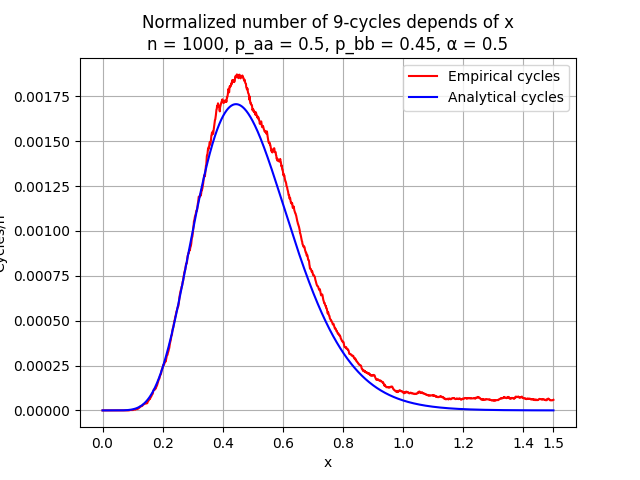 Normalized number of 9-cycles depends of x
n = 1000, p_aa = 0.5, p_bb = 0.45, α = 0.5
Empirical cycles
Analytical cycles
0.00175
0.00150
0.00125
0.00100
0.00075
0.00050
0.00025
0.00000
0.0 0.2 0.4 0.6 0.8 1.0 1.2 1.4 1.5
x